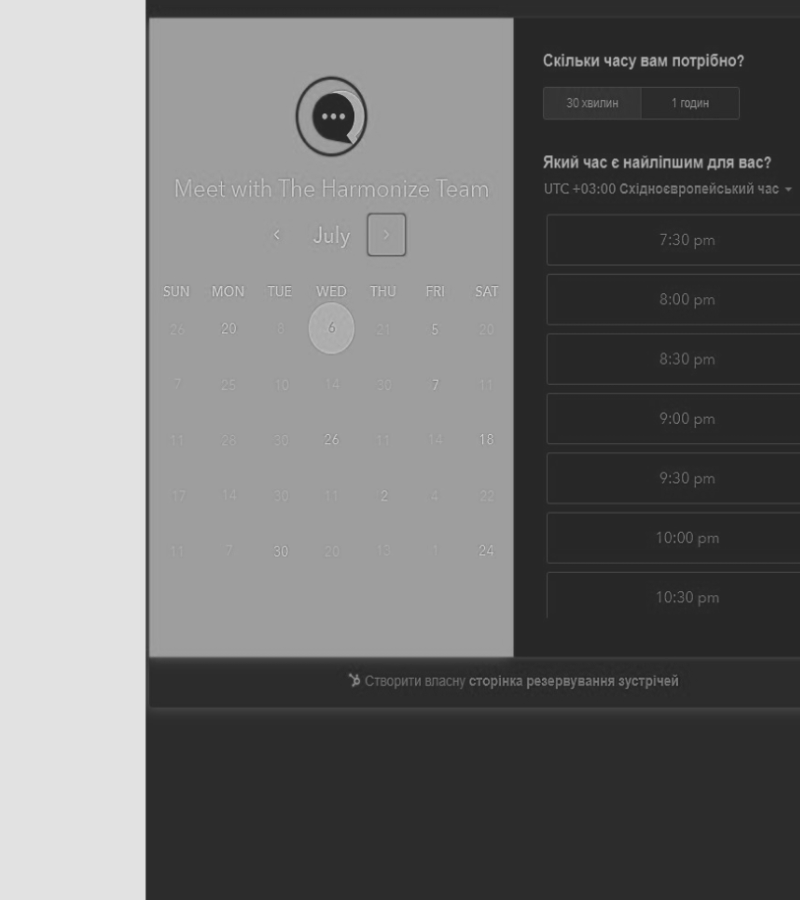 Meet with The Harmonize Team
July
SUN MON TUE WED THU FRI SAT
26 20 8 6 21 5 20
7 25 10 14 30 7 11
11 28 30 26 11 14 18
17 14 30 11 2 4 22
11 7 30 20 13 1 24
Скільки часу вам потрібно?
30 хвилин 1 годин
Який час є найліпшим для вас?
UTC +03:00 Східноєвропейський час
7:30 pm
8:00 pm
8:30 pm
9:00 pm
9:30 pm
10:00 pm
10:30 pm
Створити власну сторінка резервування зустрічей